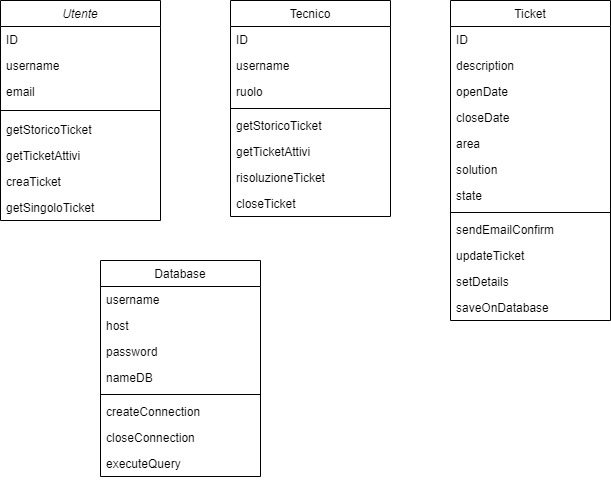 Utente
ID
username
email
getStoricoTicket
getTicketAttivi
creaTicket
getSingoloTicket
Tecnico
ID
username
ruolo
getStoricoTicket
getTicketAttivi
risoluzioneTicket
closeTicket
Ticket
ID
description
openDate
closeDate
area
solution
state
sendEmailConfirm
updateTicket
setDetails
saveOnDatabase
Database
username
host
password
nameDB
createConnection
closeConnection
executeQuery